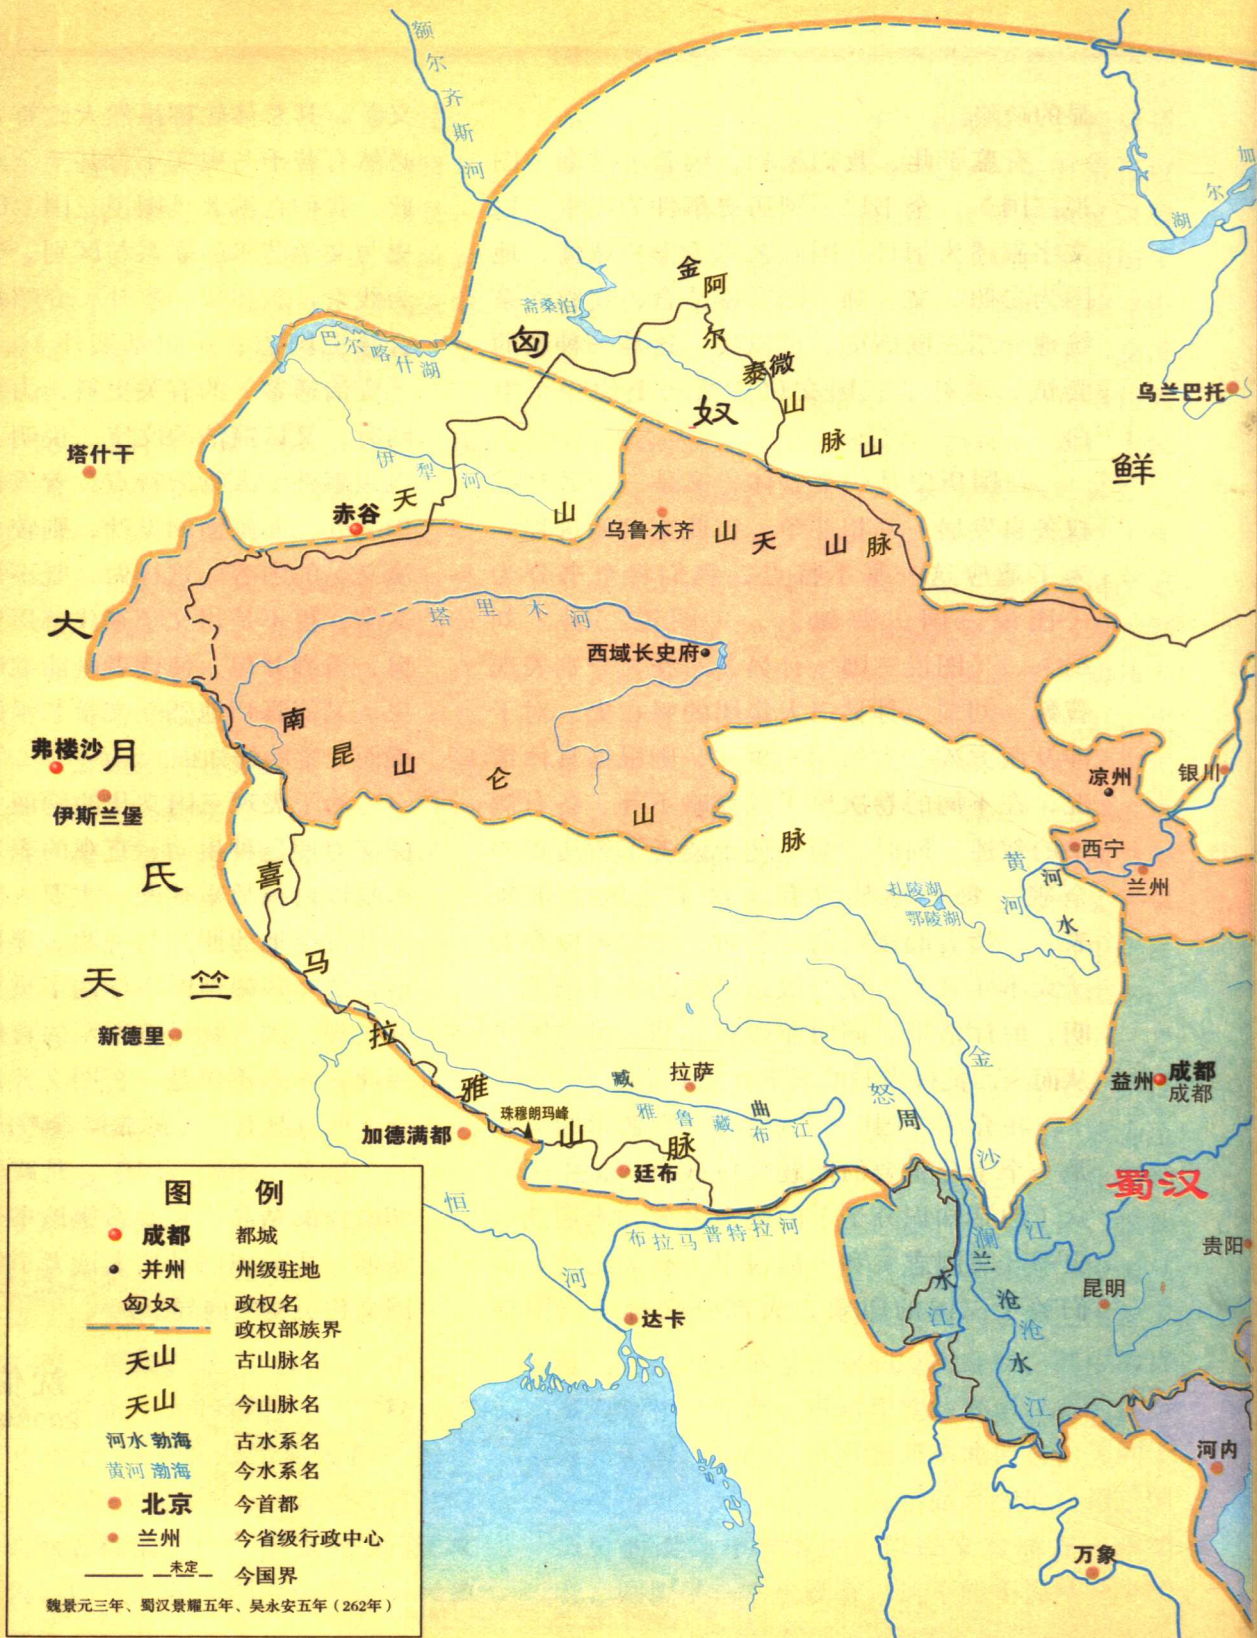 额尔齐斯河
加尔湖
金
阿尔泰山脉
微山
斋桑泊
匈奴
巴尔喀什湖
乌兰巴托
鲜
塔什干
伊犁河
天山
赤谷
乌鲁木齐
山
天山
脉
大月氏
塔里木河
西域长史府
南山
昆仑山脉
弗楼沙
伊斯兰堡
凉州
银川
西宁
兰州
黄河
河水
扎陵湖
鄂陵湖
喜马拉雅山脉
天竺
新德里
金沙江
怒江
周水
益州
成都
成都
拉萨
臧曲
雅鲁藏布江
珠穆朗玛峰
加德满都
廷布
蜀汉
恒河
布拉马普特拉河
澜沧江
兰沧水
贵阳
昆明
达卡
河内
万象
图 例
成都 都城
并州 州级驻地
匈奴 政权名
政权部族界
天山 古山脉名
天山 今山脉名
河水 勃海 古水系名
黄河 渤海 今水系名
北京 今首都
兰州 今省级行政中心
未定 今国界
魏景元三年、蜀汉景耀五年、吴永安五年（262年）